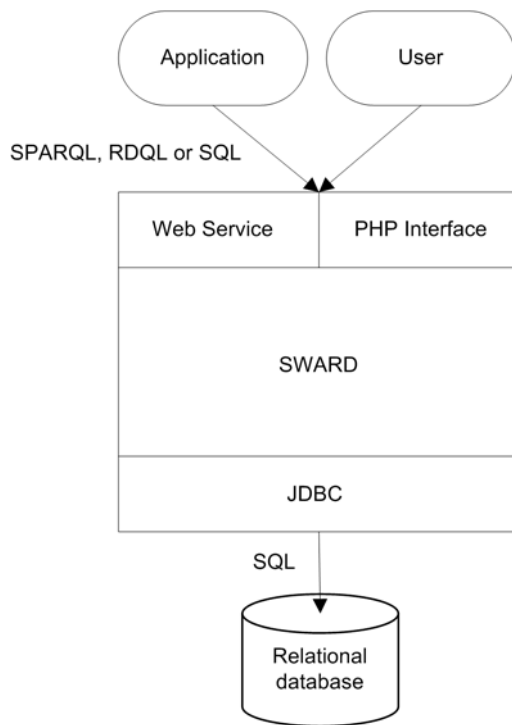 Application
User
SPARQL, RDQL or SQL
Web Service
PHP Interface
SWARD
JDBC
SQL
Relational
database